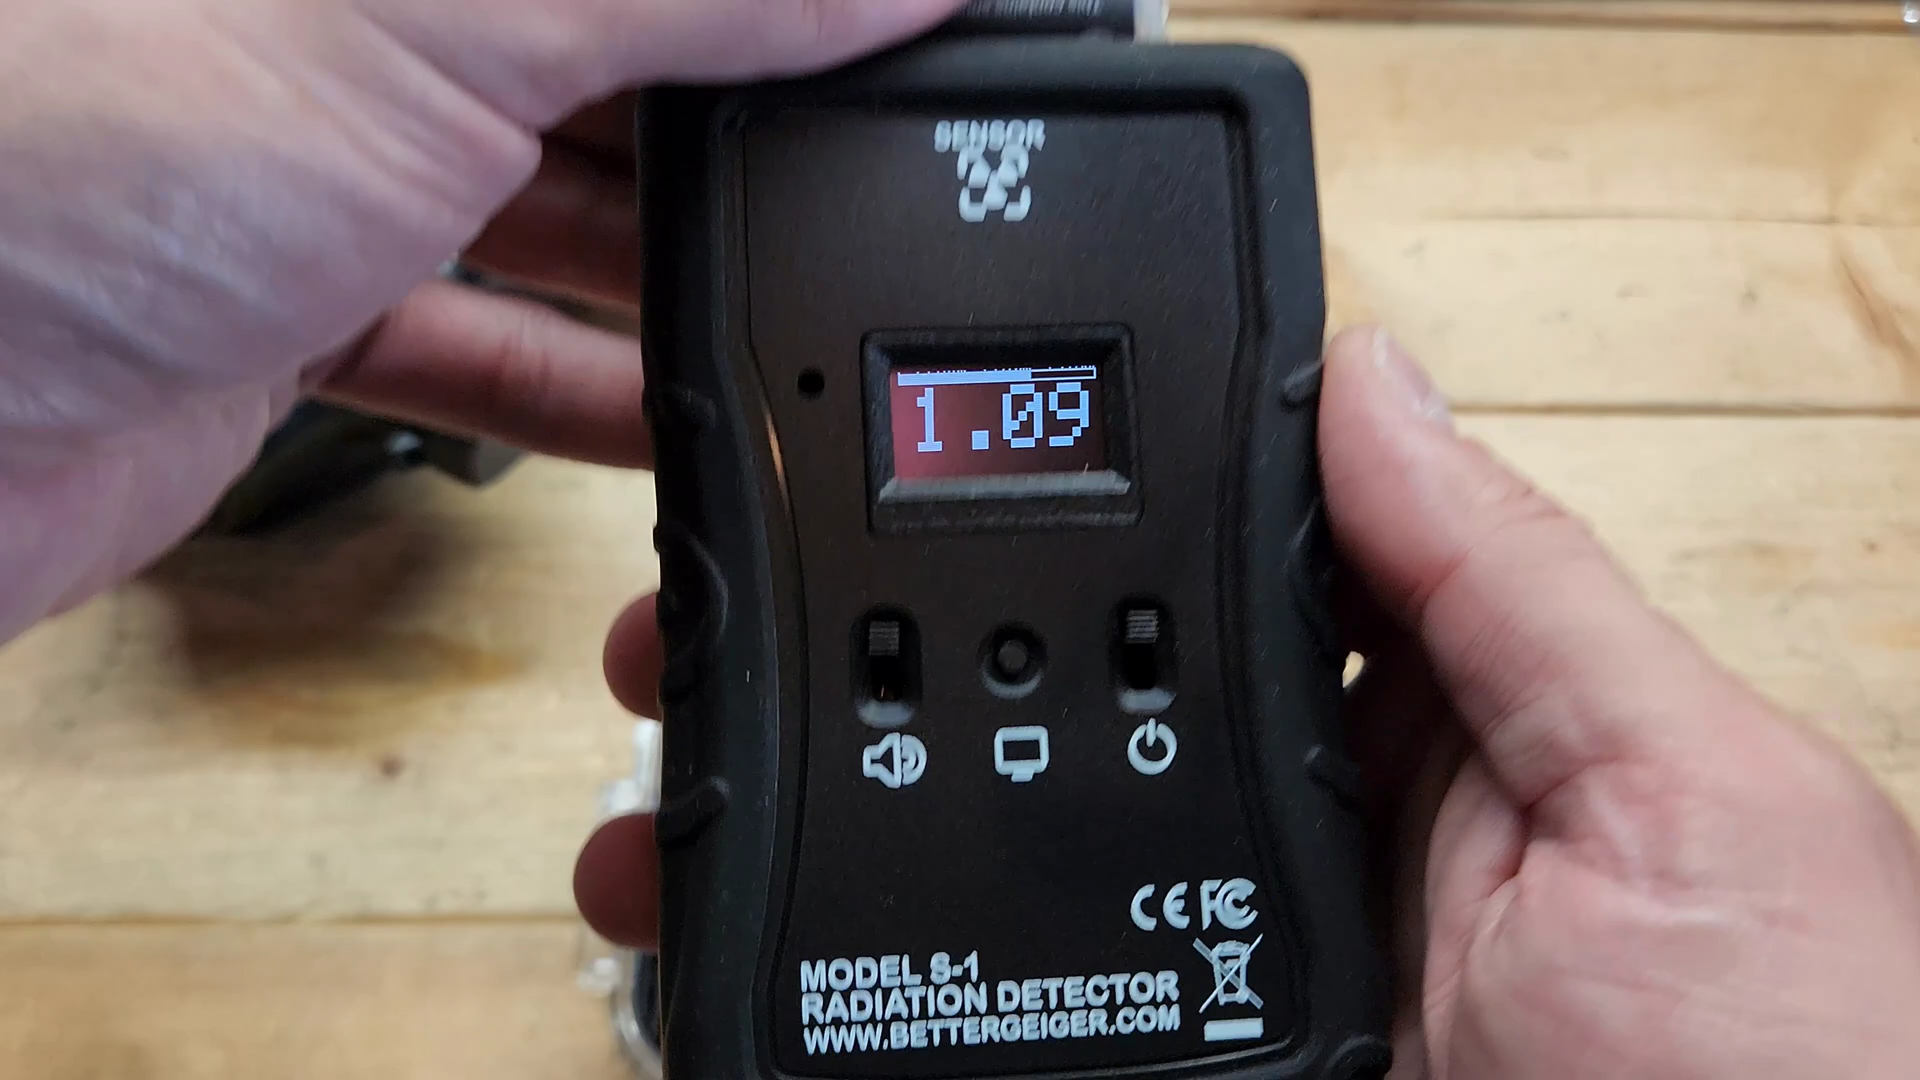 SENSOR
1.09
CE FC
MODEL S-1
RADIATION DETECTOR
WWW.BETTERGEIGER.COM